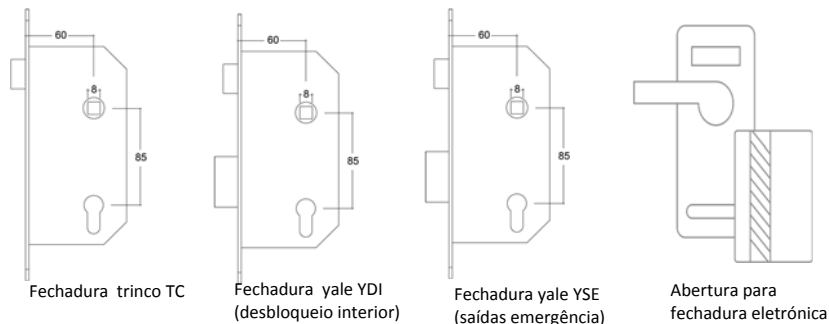 60
8
85
Fechadura trinco TC
60
8
85
Fechadura yale YDI
(desbloqueio interior)
60
8
85
Fechadura yale YSE
(saídas emergência)
Abertura para
fechadura eletrónica